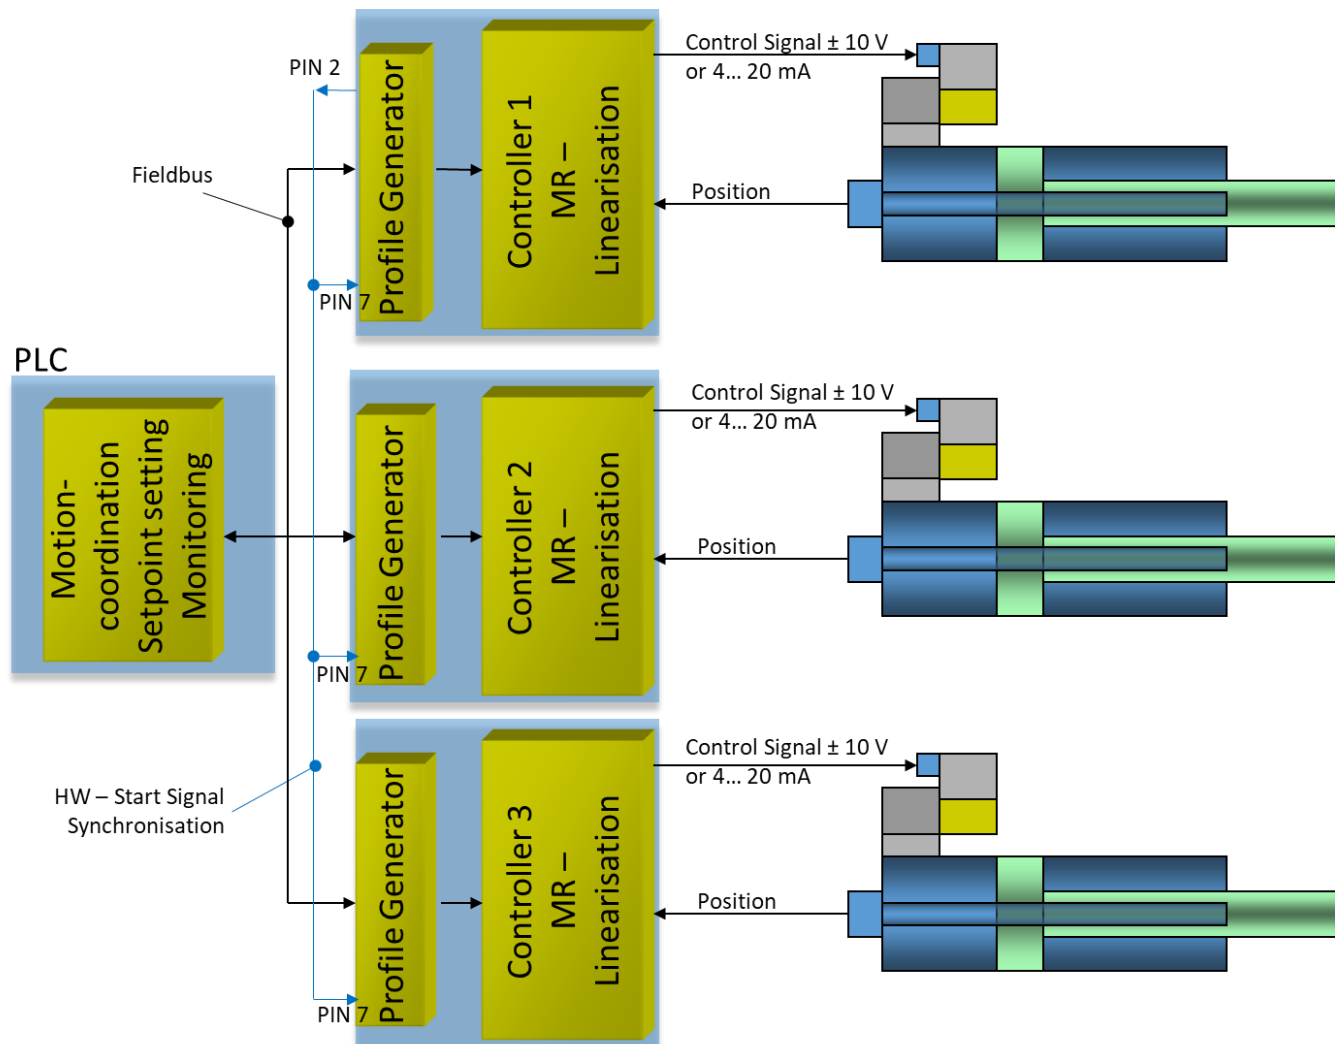 PIN 2
Fieldbus
PIN 7
Profile Generator
Controller 1
MR –
Linearisation
Control Signal ± 10 V
or 4... 20 mA
Position
PLC
Motion-
coordination
Setpoint setting
Monitoring
Profile Generator
PIN 7
Controller 2
MR –
Linearisation
Control Signal ± 10 V
or 4... 20 mA
Position
HW – Start Signal
Synchronisation
Profile Generator
PIN 7
Controller 3
MR –
Linearisation
Control Signal ± 10 V
or 4... 20 mA
Position